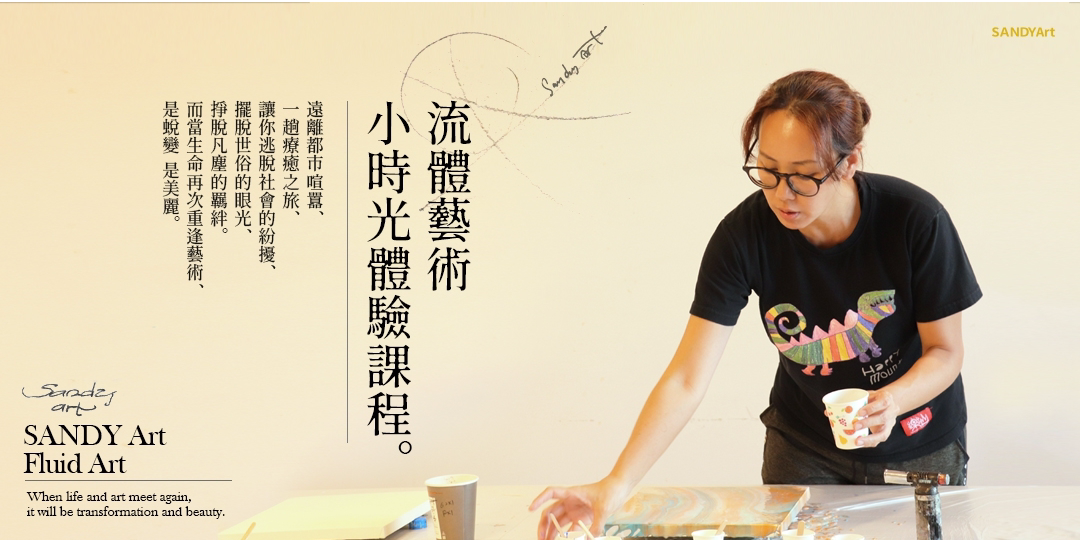 SANDYArt
Sandy Art
流體藝術
小時光體驗課程。
遠離都市喧囂、
一趟療癒之旅、
讓你逃脫社會的紛擾、
擺脫世俗的眼光、
掙脫凡塵的羈絆。
而當生命再次重逢藝術、
是蛻變 是美麗。
Sandy
art
SANDY Art
Fluid Art
When life and art meet again,
it will be transformation and beauty.
Happy